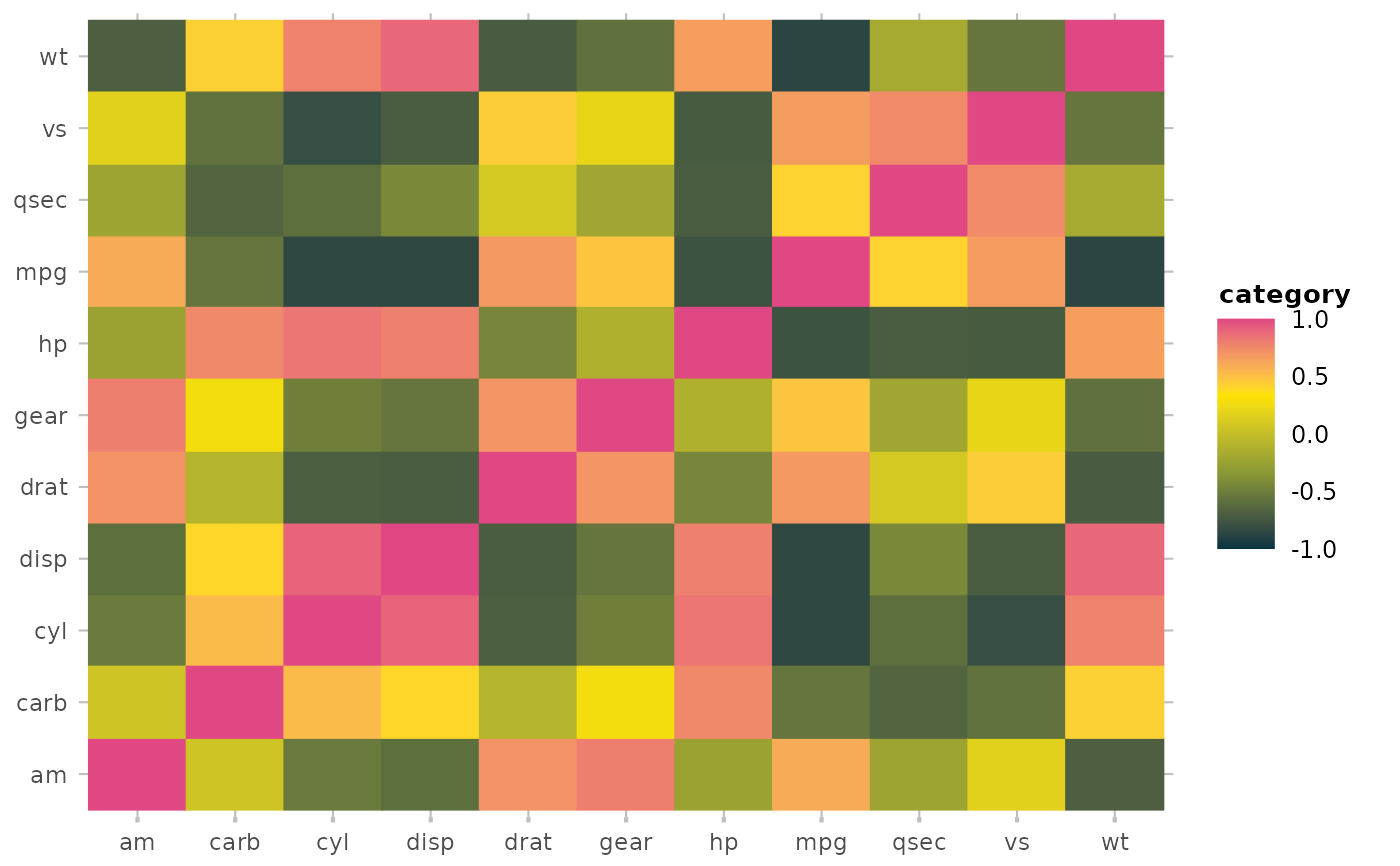 wt
vs
qsec
mpg
hp
gear
drat
disp
cyl
carb
am
am carb cyl disp drat gear hp mpg qsec vs wt
category
1.0
0.5
0.0
-0.5
-1.0